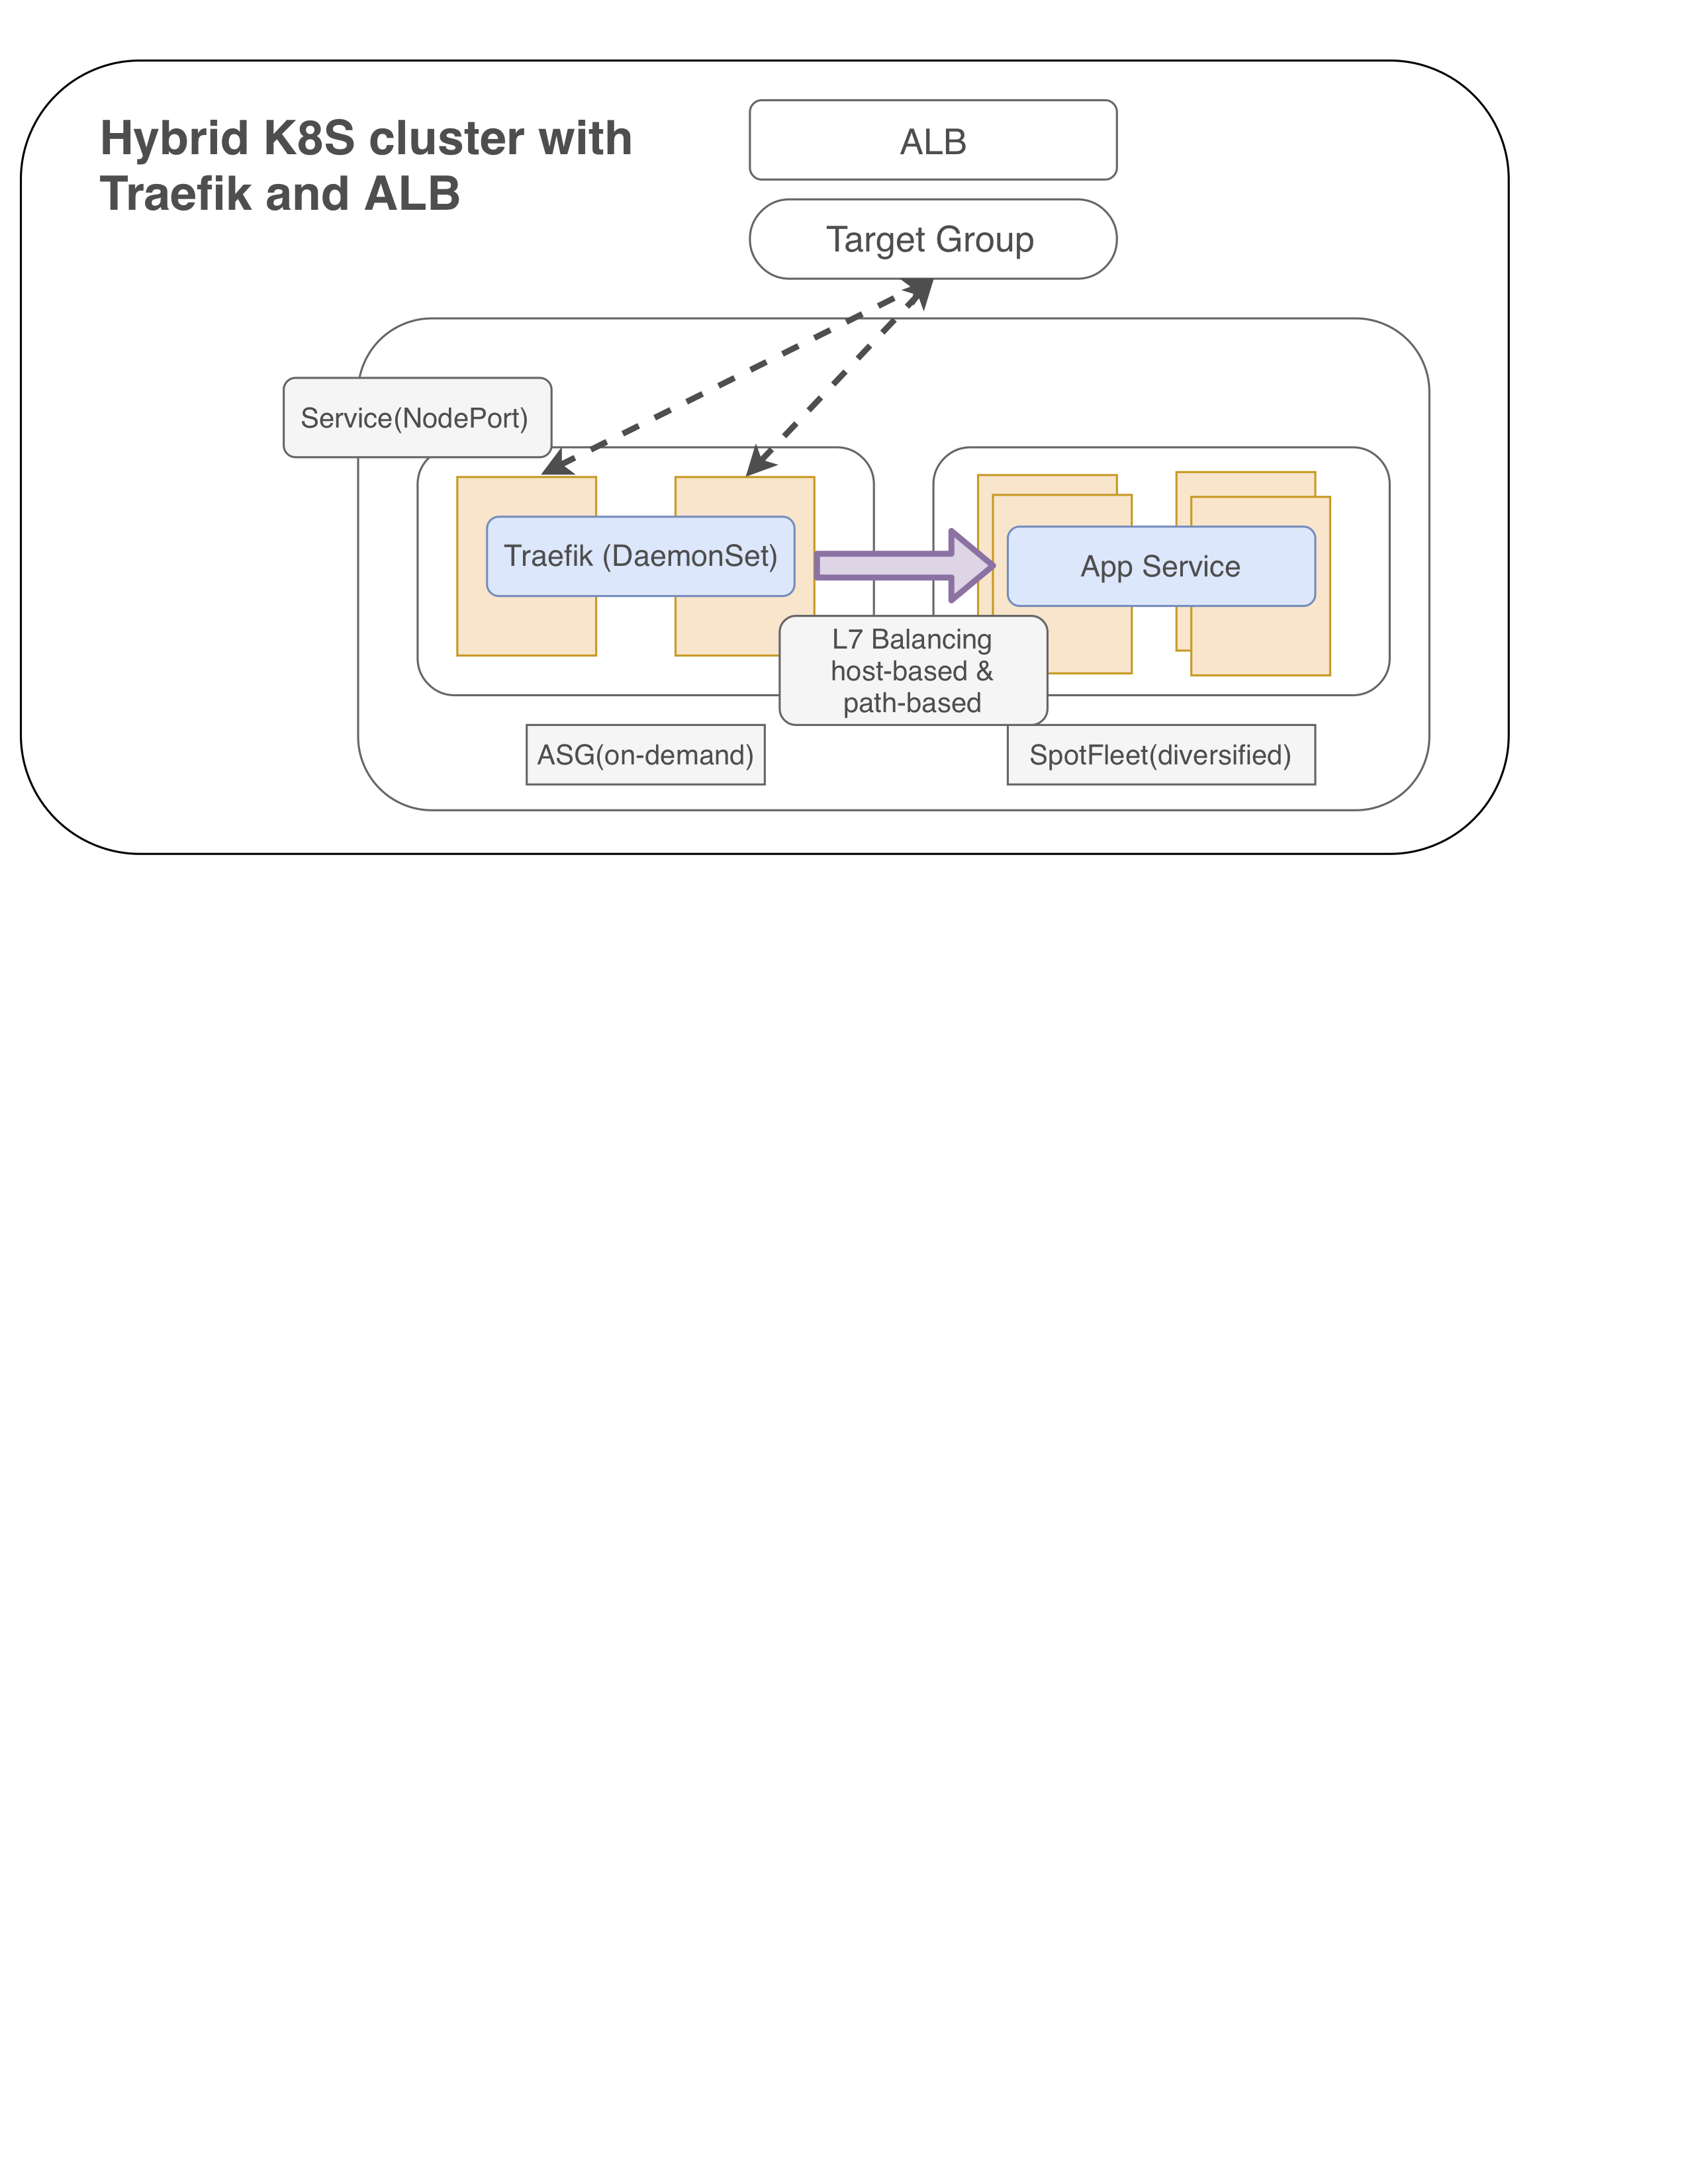 Hybrid K8S cluster with
Traefik and ALB
ALB
Target Group
Service(NodePort)
Traefik (DaemonSet)
App Service
L7 Balancing
host-based &
path-based
ASG(on-demand)
SpotFleet(diversified)